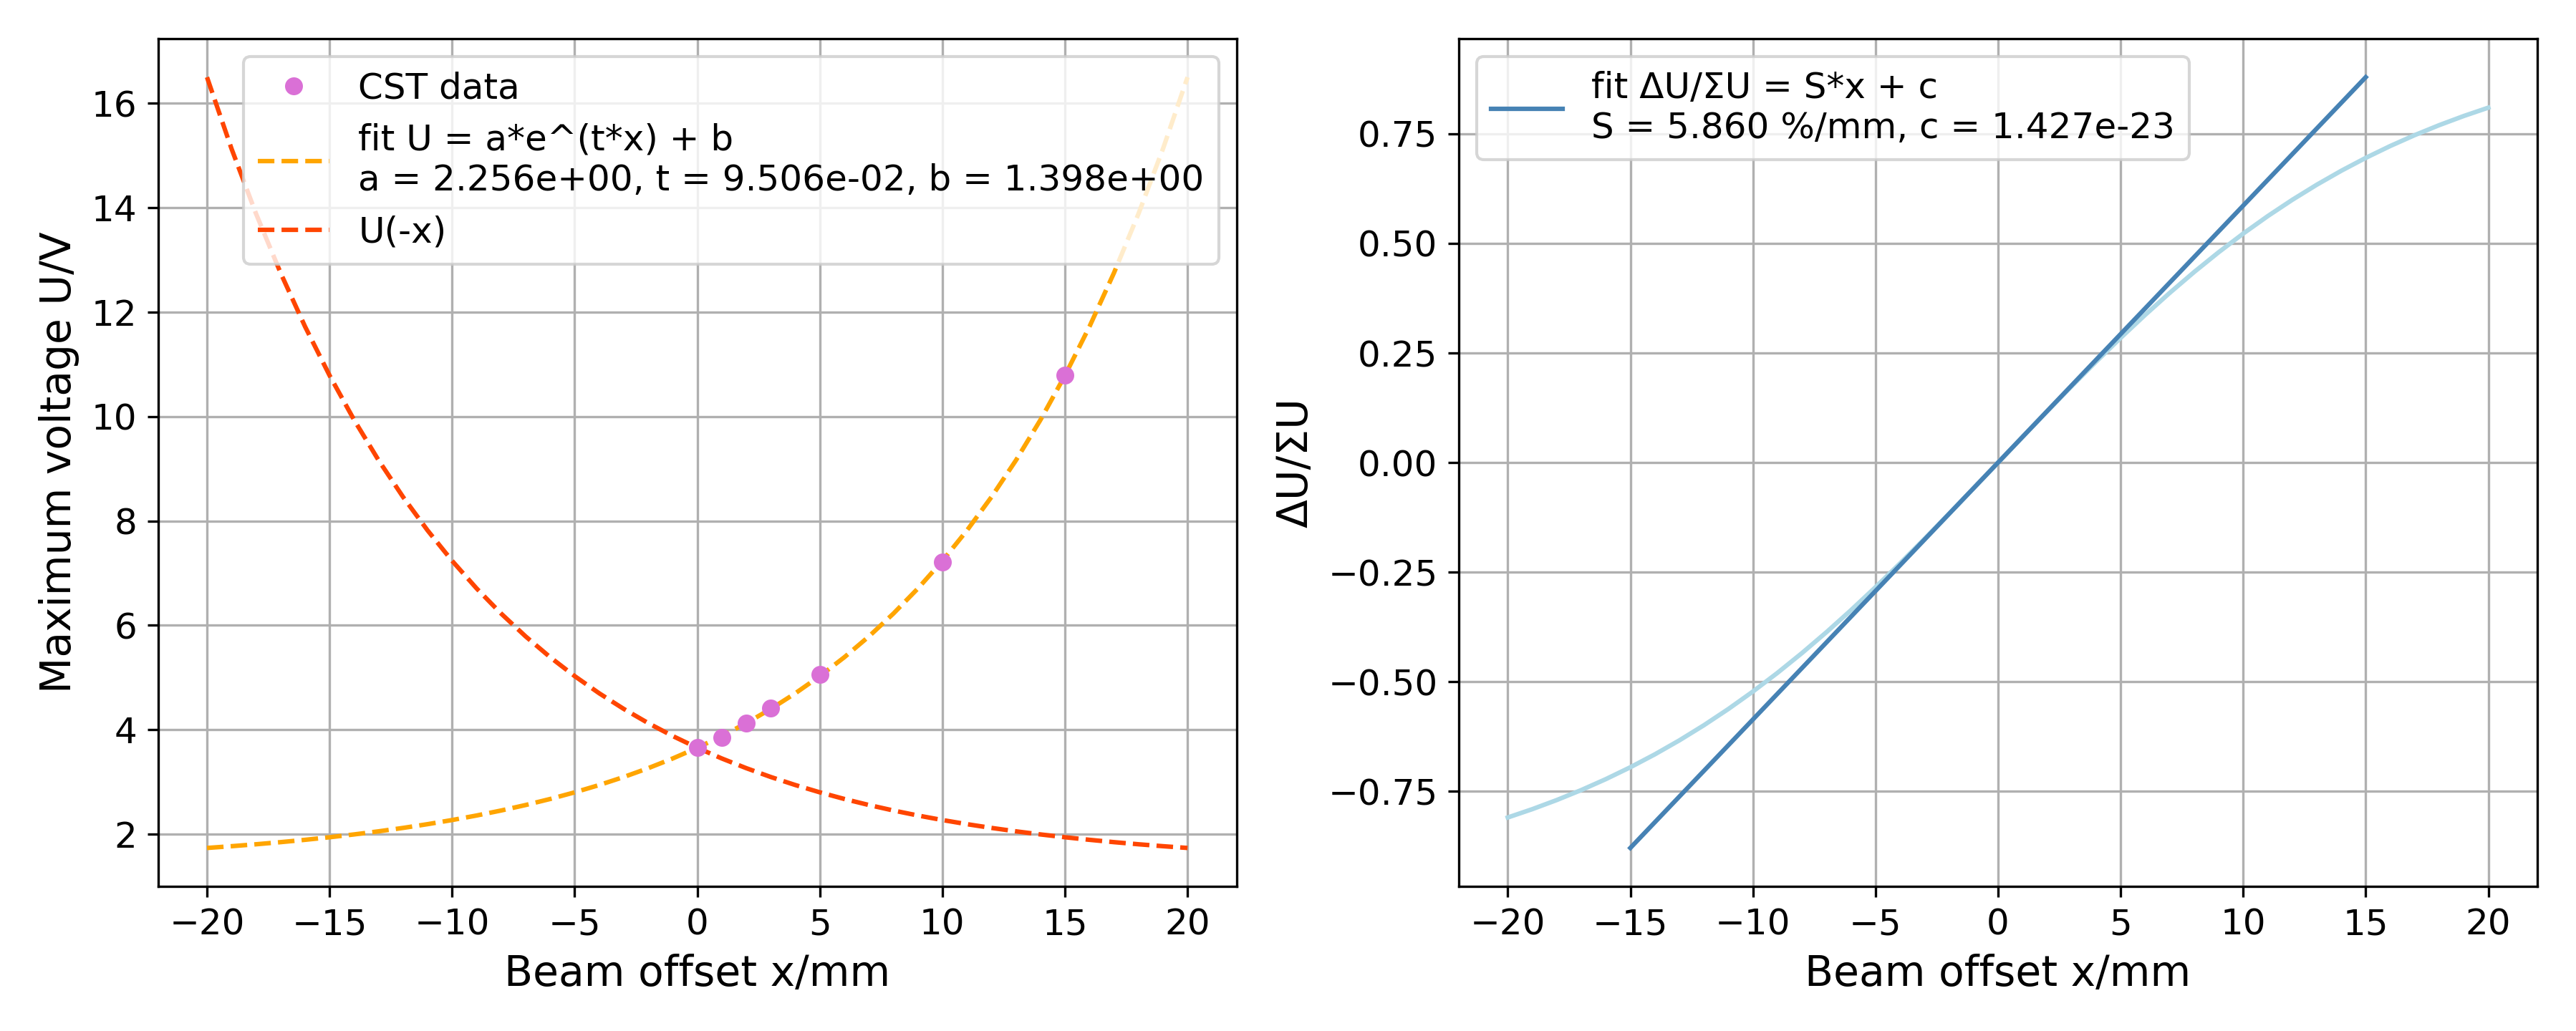 CST data
fit U = a*e^(t*x) + b
a = 2.256e+00, t = 9.506e-02, b = 1.398e+00
U(-x)
Maximum voltage U/V
16
14
12
10
8
6
4
2
−20 −15 −10 −5 0 5 10 15 20
Beam offset x/mm
fit ΔU/ΣU = S*x + c
S = 5.860 %/mm, c = 1.427e-23
ΔU/ΣU
0.75
0.50
0.25
0.00
−0.25
−0.50
−0.75
−20 −15 −10 −5 0 5 10 15 20
Beam offset x/mm